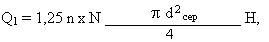 Q1 = 1,25 n x N π d²сер / 4 H,